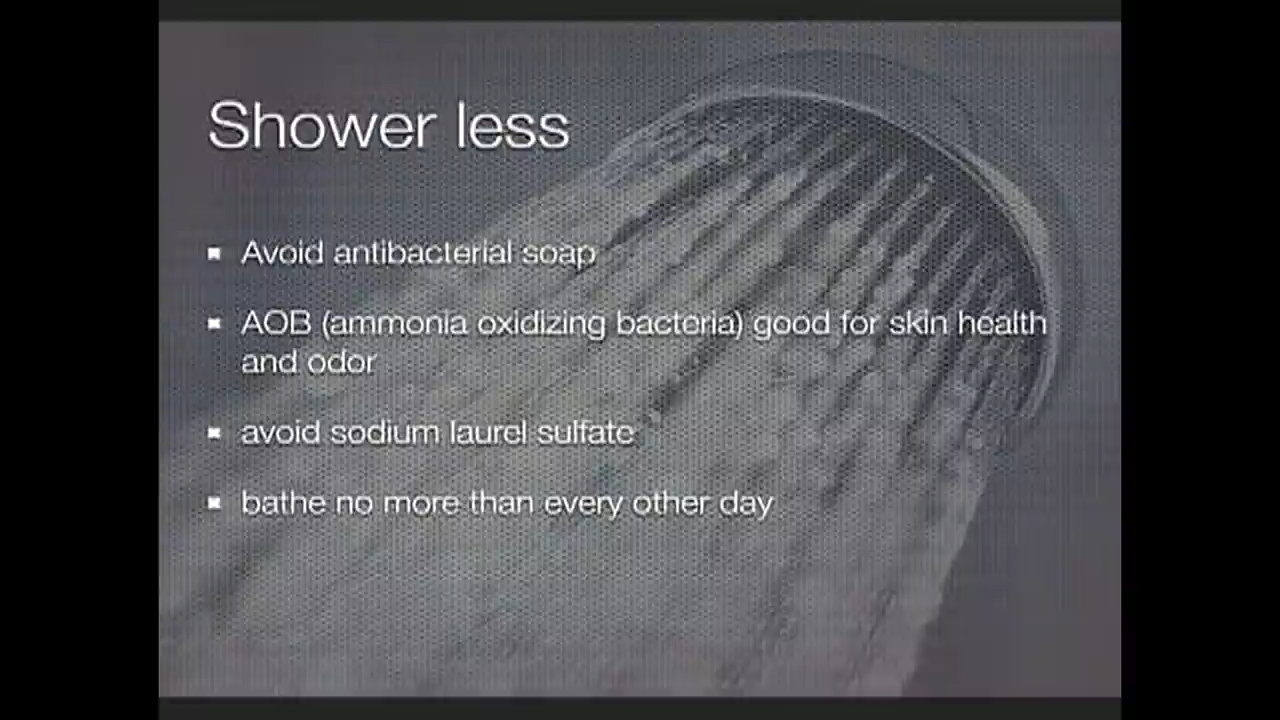 Shower less
Avoid antibacterial soap
AOB (ammonia oxidizing bacteria) good for skin health
and odor
avoid sodium laurel sulfate
bathe no more than every other day